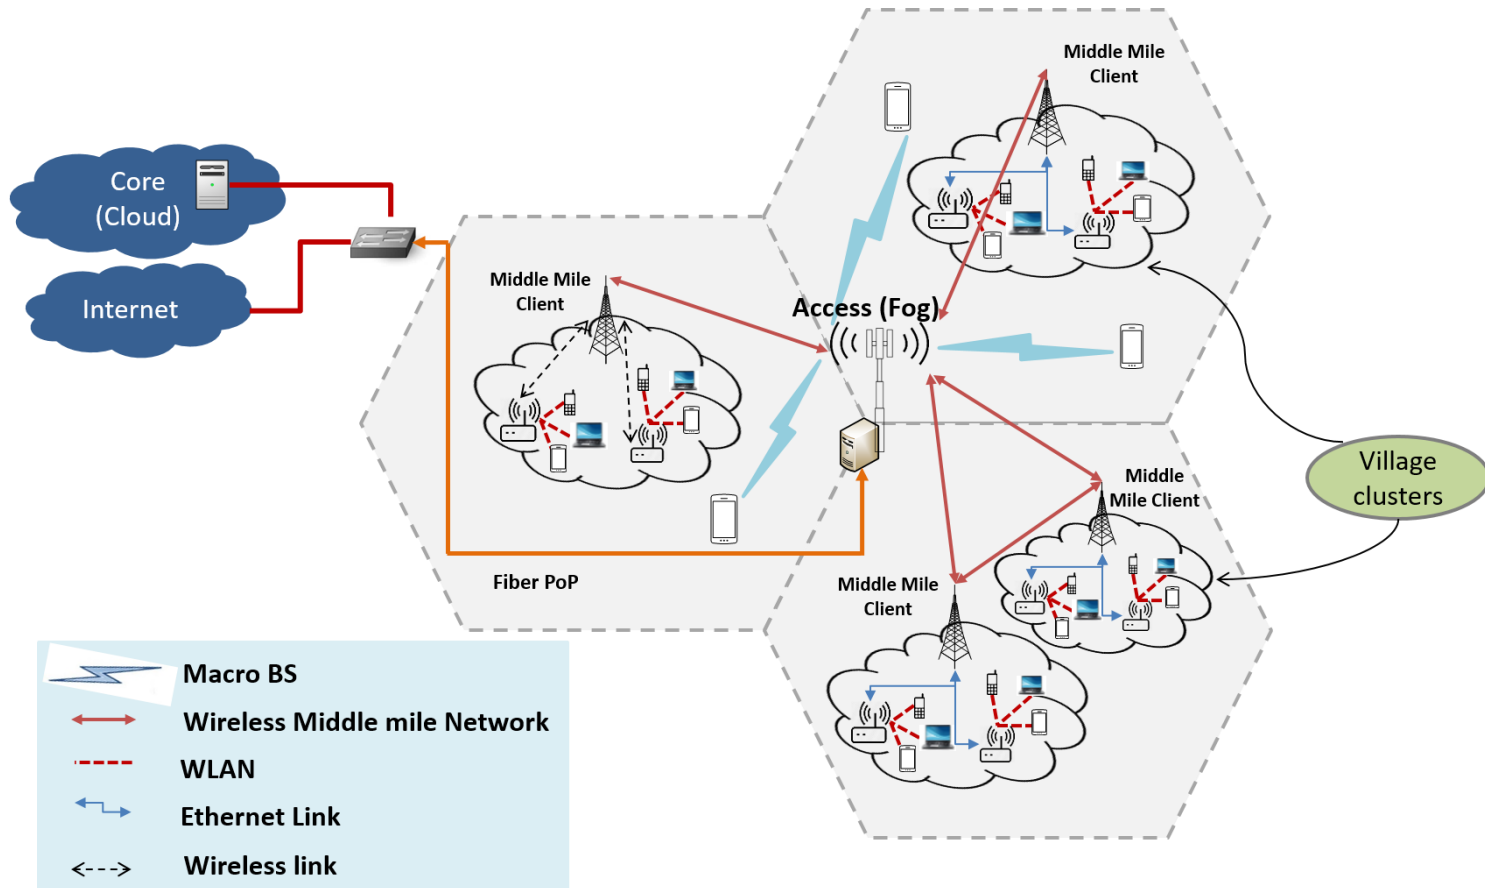 Middle Mile
Client
Core
(Cloud)
Internet
Middle Mile
Client
Access (Fog)
Village
clusters
Middle
Mile Client
Middle Mile
Client
Fiber PoP
Macro BS
Wireless Middle mile Network
WLAN
Ethernet Link
Wireless link